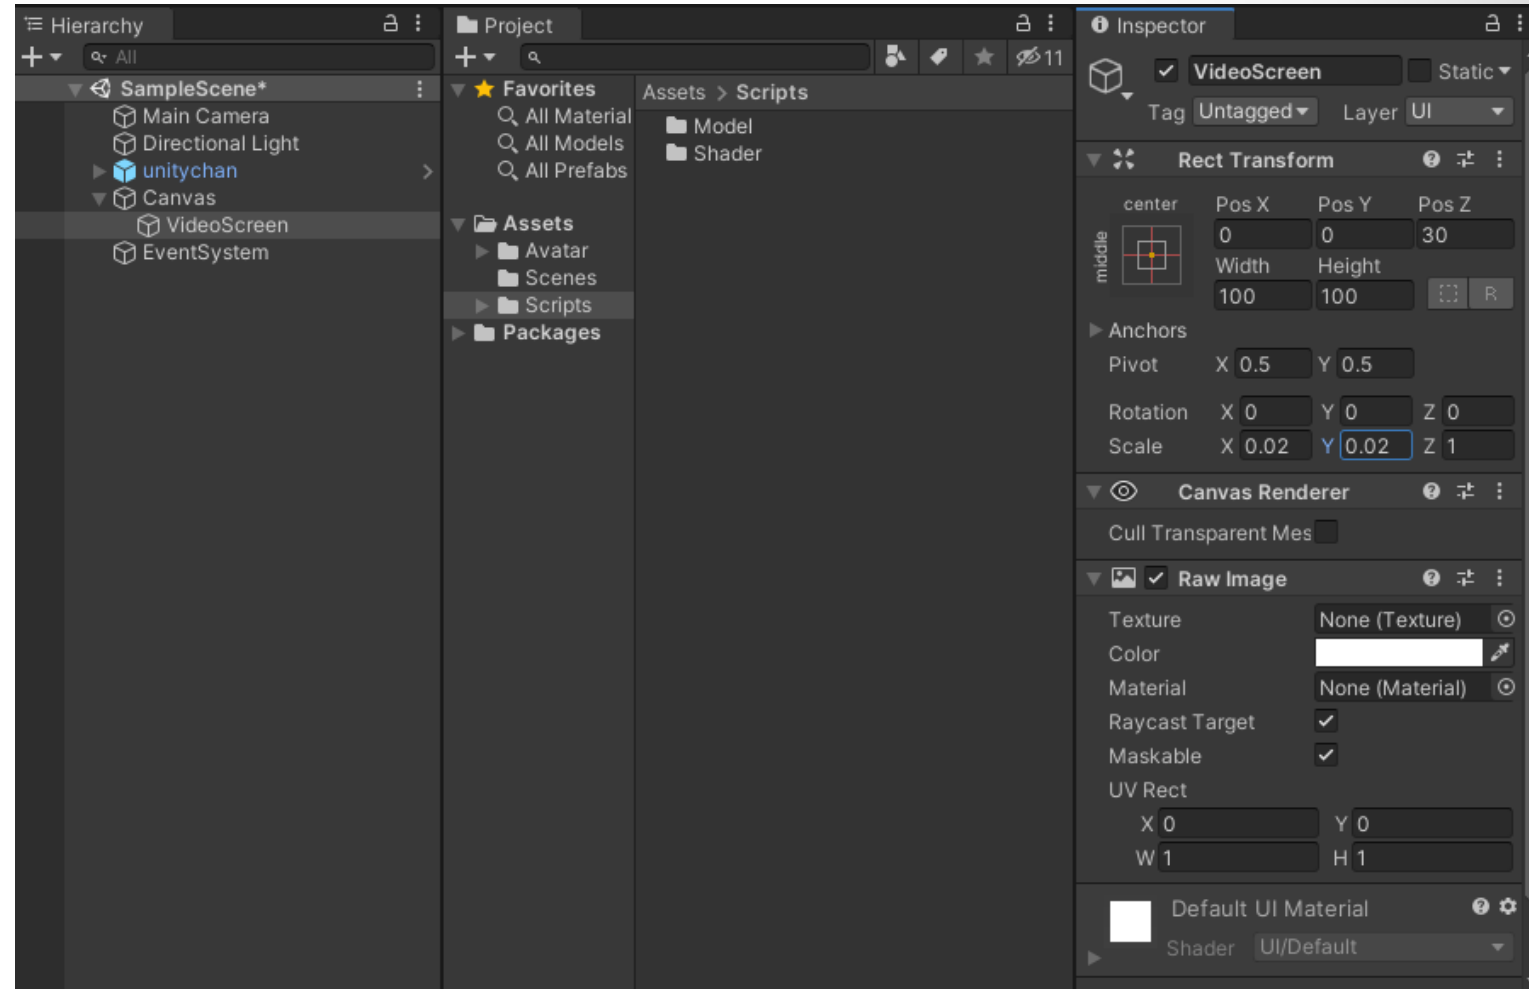 Hierarchy
All
SampleScene*
Main Camera
Directional Light
unitychan
Canvas
VideoScreen
EventSystem
Project
11
Favorites
All Material
All Models
All Prefabs
Assets
Avatar
Scenes
Scripts
Packages
Assets > Scripts
Model
Shader
Inspector
VideoScreen Static
Tag Untagged Layer UI
Rect Transform
center Pos X Pos Y Pos Z
middle 0 0 30
Width Height
100 100 R
Anchors
Pivot X 0.5 Y 0.5
Rotation X 0 Y 0 Z 0
Scale X 0.02 Y 0.02 Z 1
Canvas Renderer
Cull Transparent Mes
Raw Image
Texture None (Texture)
Color
Material None (Material)
Raycast Target
Maskable
UV Rect
X 0 Y 0
W 1 H 1
Default UI Material
Shader UI/Default